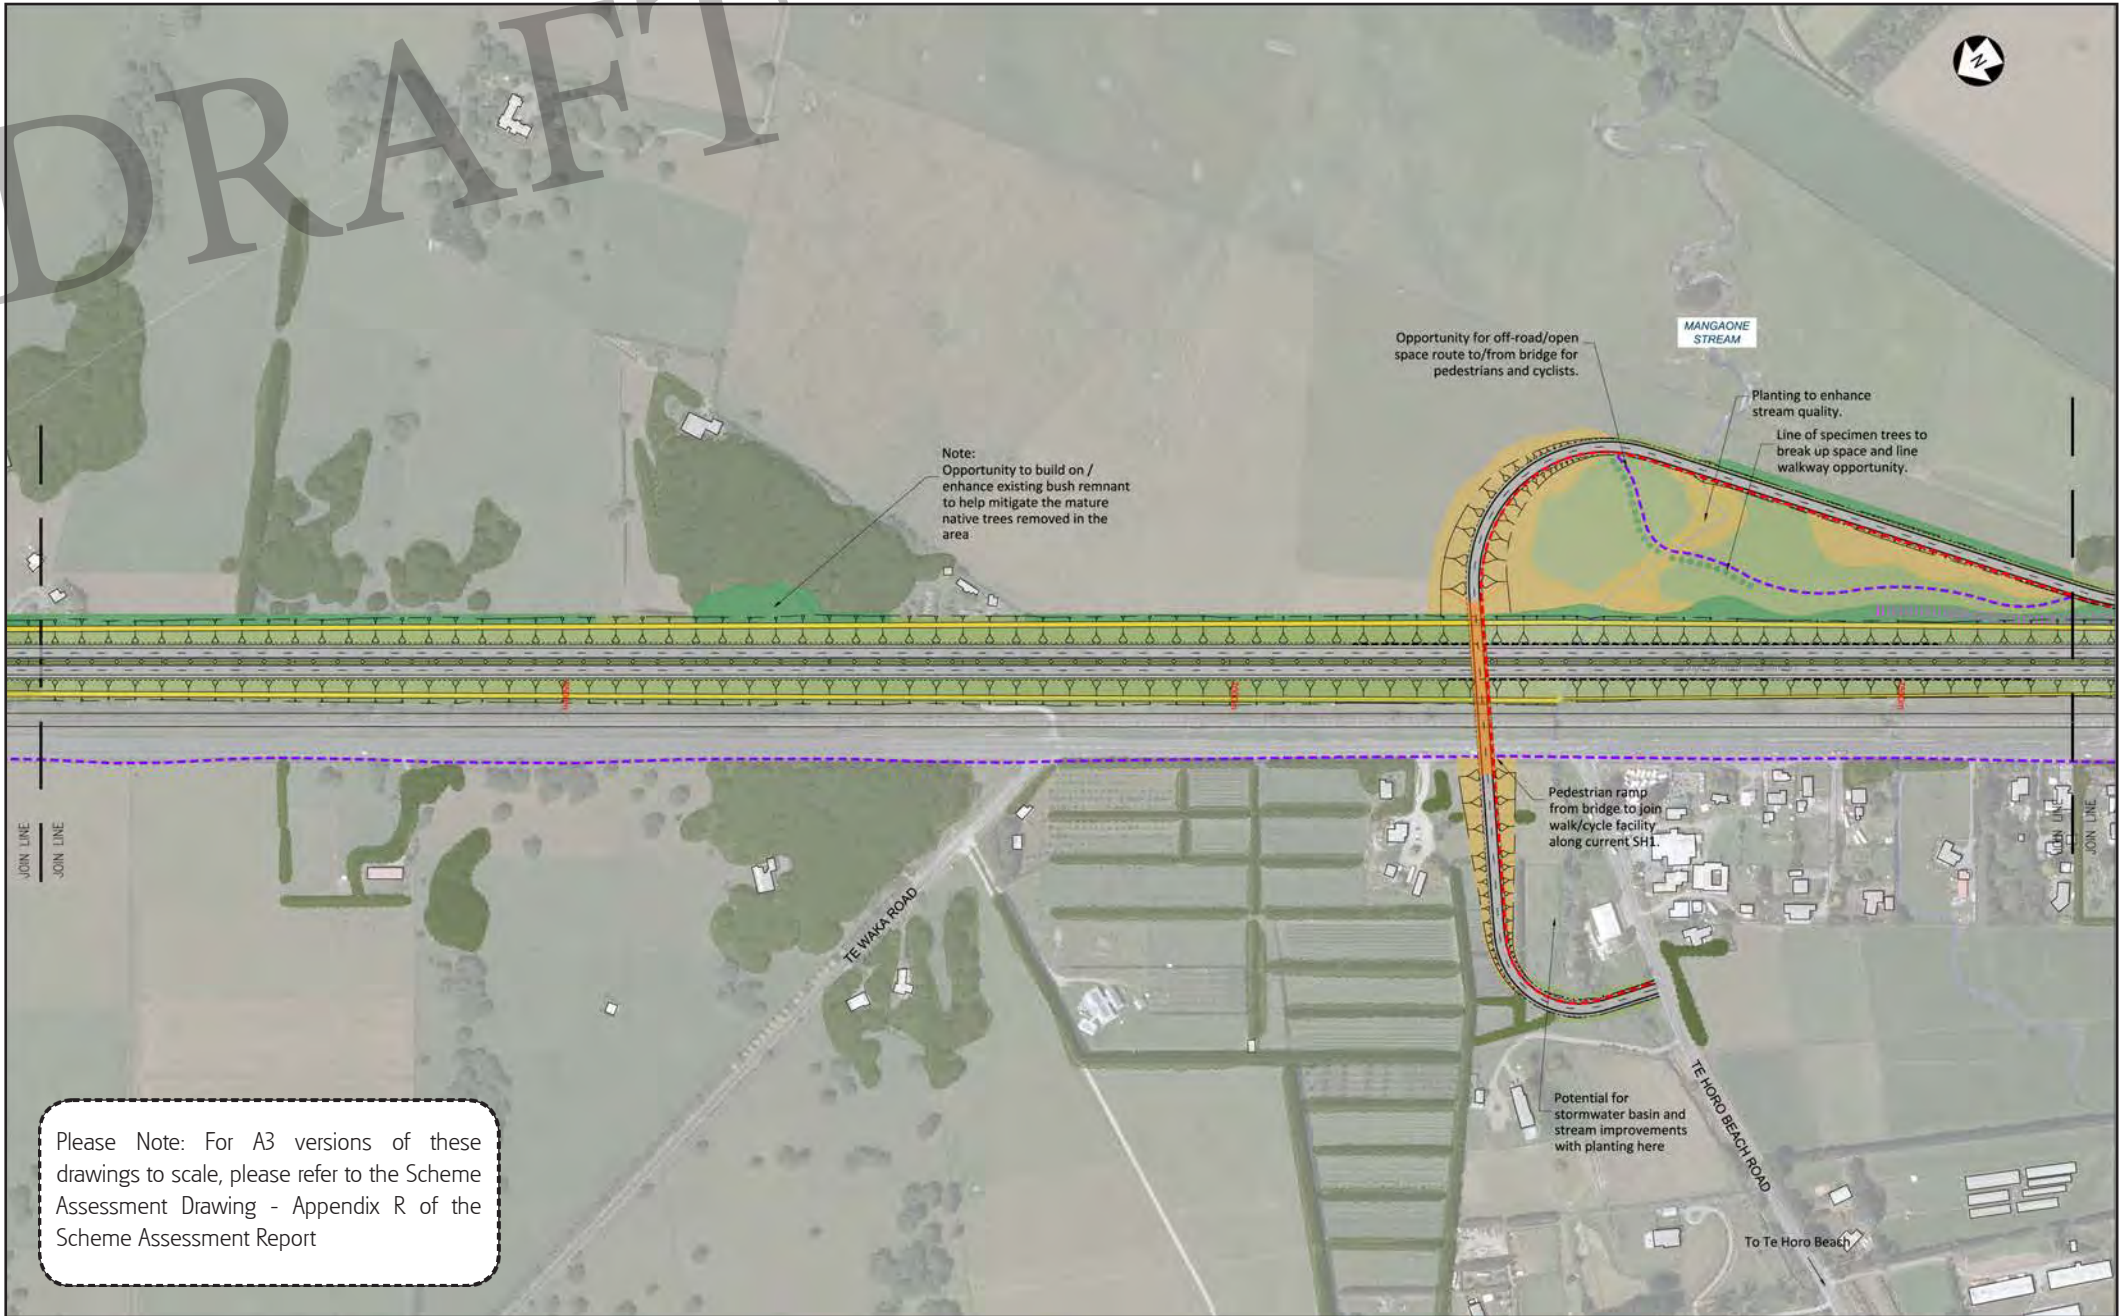 DRAFT
N
Opportunity for off-road/open
space route to/from bridge for
pedestrians and cyclists.
MANGAONE
STREAM
Planting to enhance
stream quality.
Line of specimen trees to
break up space and line
walkway opportunity.
Note:
Opportunity to build on /
enhance existing bush remnant
to help mitigate the mature
native trees removed in the
area
Pedestrian ramp
from bridge to join
walk/cycle facility
along current SH1.
JOIN LINE
JOIN LINE
JOIN LINE
JOIN LINE
TE WAKA ROAD
TE HORO BEACH ROAD
Potential for
stormwater basin and
stream improvements
with planting here
To Te Horo Beach
Please Note: For A3 versions of these
drawings to scale, please refer to the Scheme
Assessment Drawing - Appendix R of the
Scheme Assessment Report